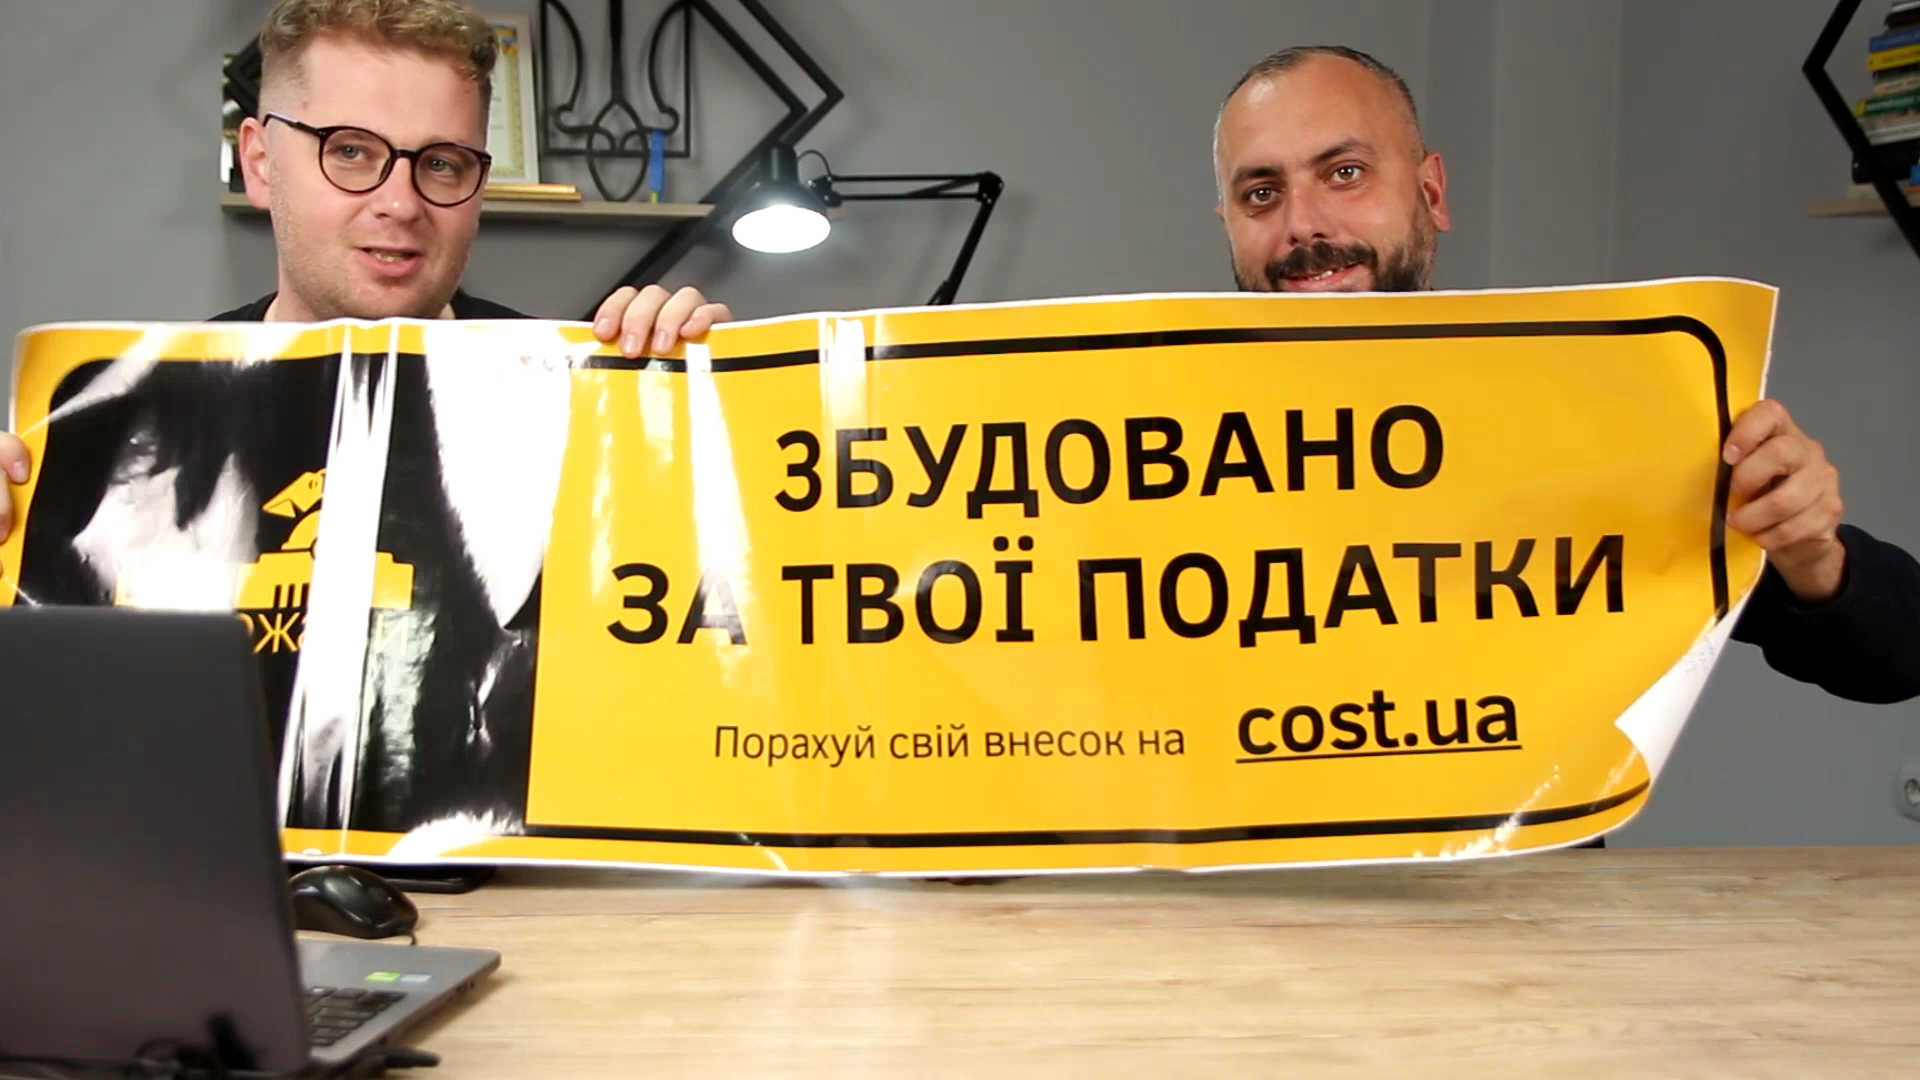 ЗБУДОВАНО
ЗА ТВОЇ ПОДАТКИ
Порахуй свій внесок на cost.ua